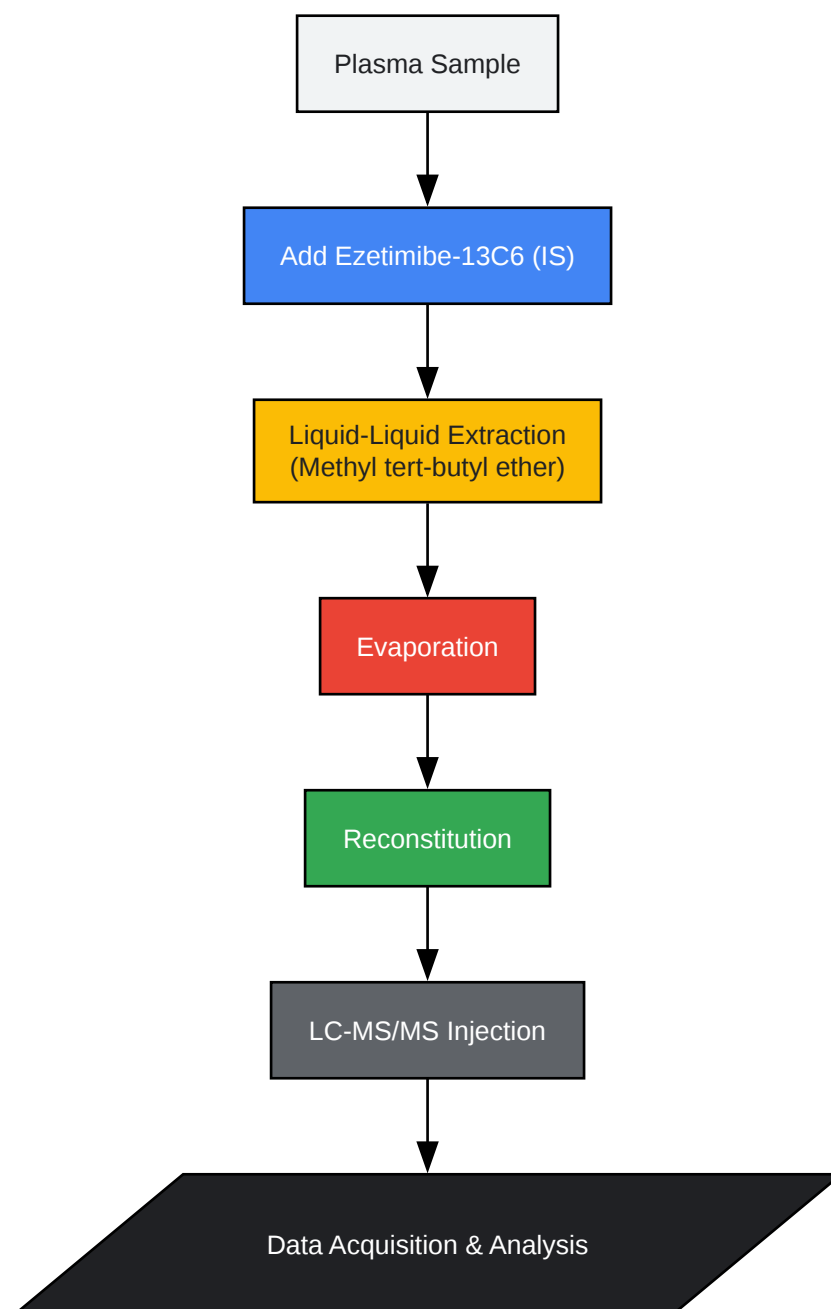 Plasma Sample
Add Ezetimibe-13C6 (IS)
Liquid-Liquid Extraction
(Methyl tert-butyl ether)
Evaporation
Reconstitution
LC-MS/MS Injection
Data Acquisition & Analysis